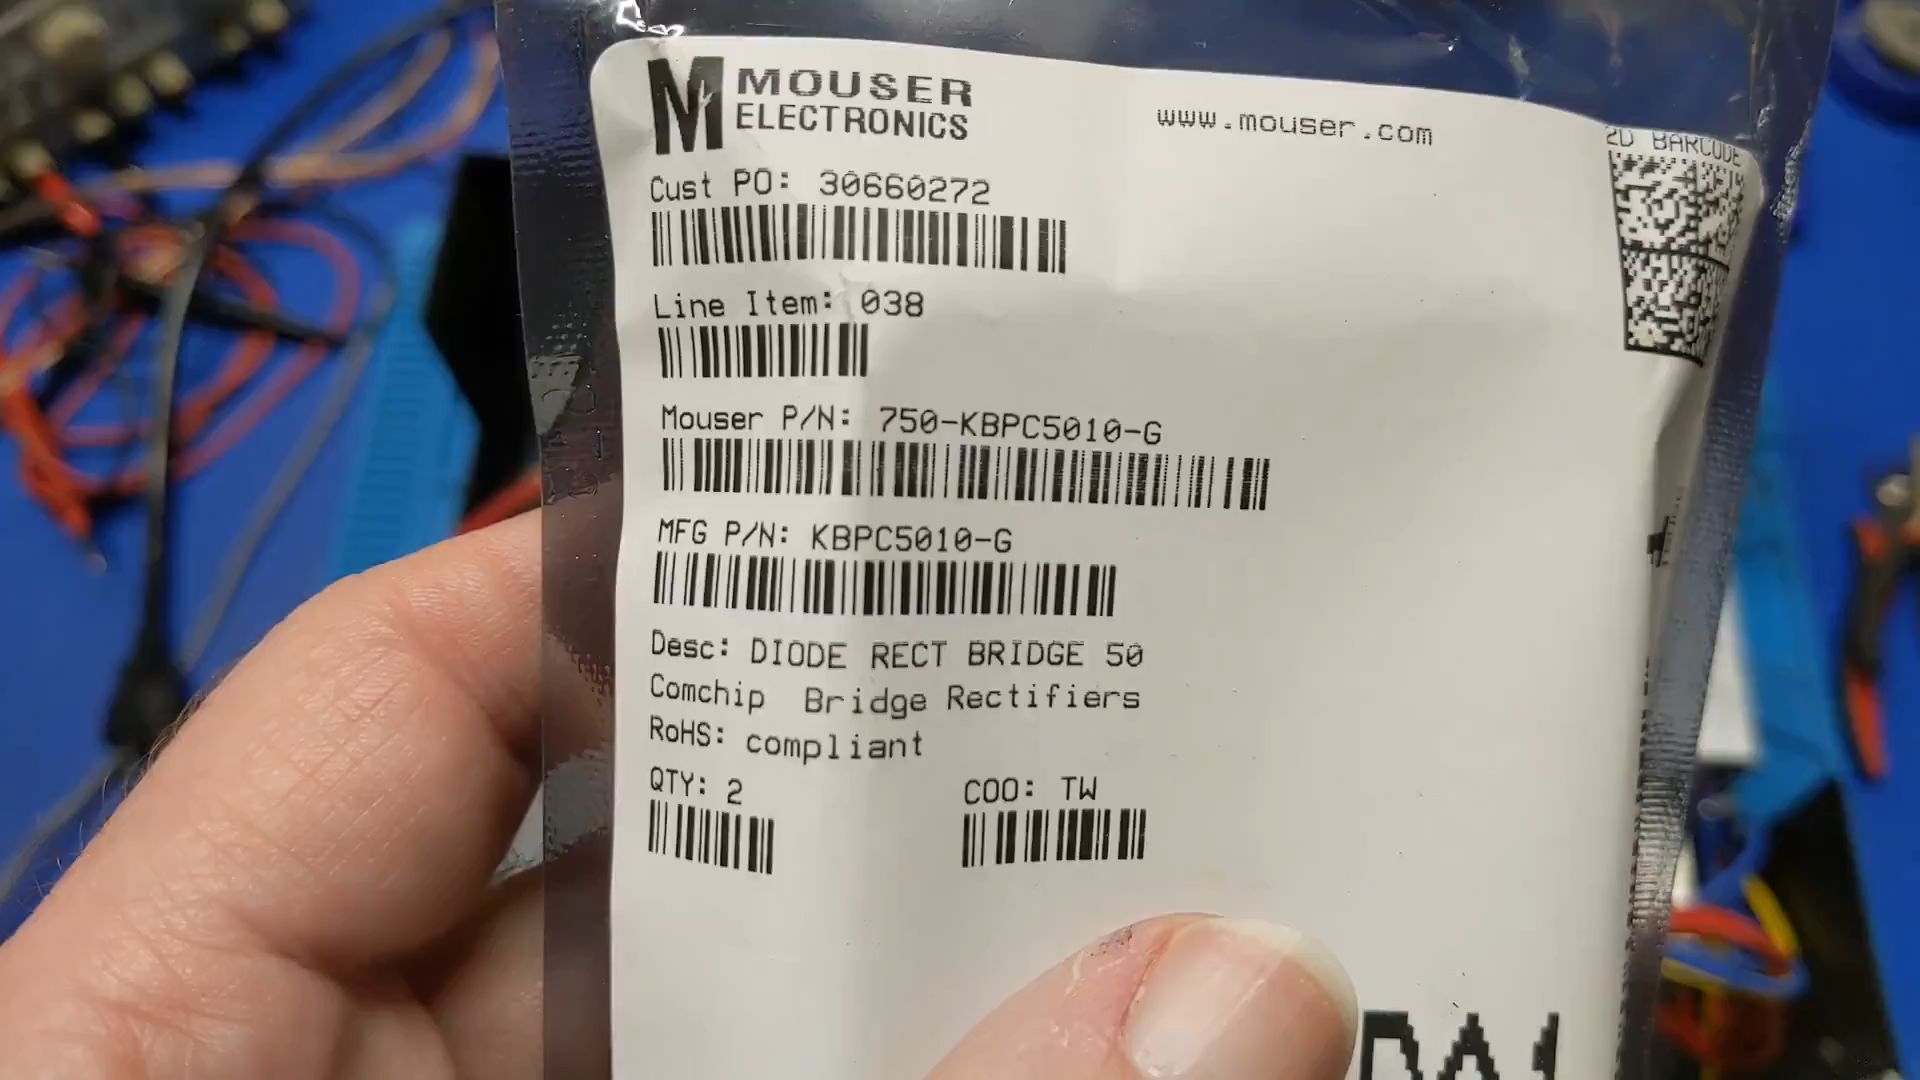 M MOUSER
ELECTRONICS
www.mouser.com
2D BARCODE
Cust PO: 30660272
Line Item: 038
Mouser P/N: 750-KBPC5010-G
MFG P/N: KBPC5010-G
Desc: DIODE RECT BRIDGE 50
Comchip Bridge Rectifiers
RoHS: compliant
QTY: 2
COO: TW